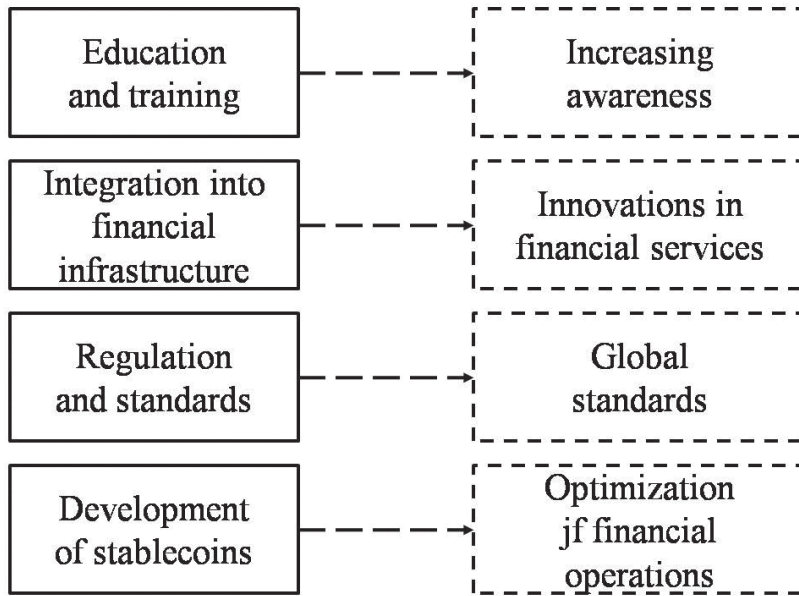 Education
and training
Increasing
awareness
Integration into
financial
infrastructure
Innovations in
financial services
Regulation
and standards
Global
standards
Development
of stablecoins
Optimization
jf financial
operations